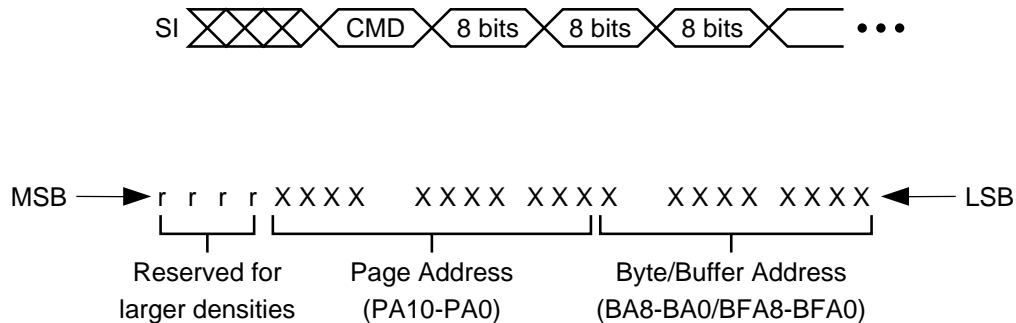 SI CMD 8 bits 8 bits 8 bits •••
MSB r r r r X X X X X X X X X X X X X X X X X X X X LSB
Reserved for larger densities
Page Address (PA10-PA0)
Byte/Buffer Address (BA8-BA0/BFA8-BFA0)